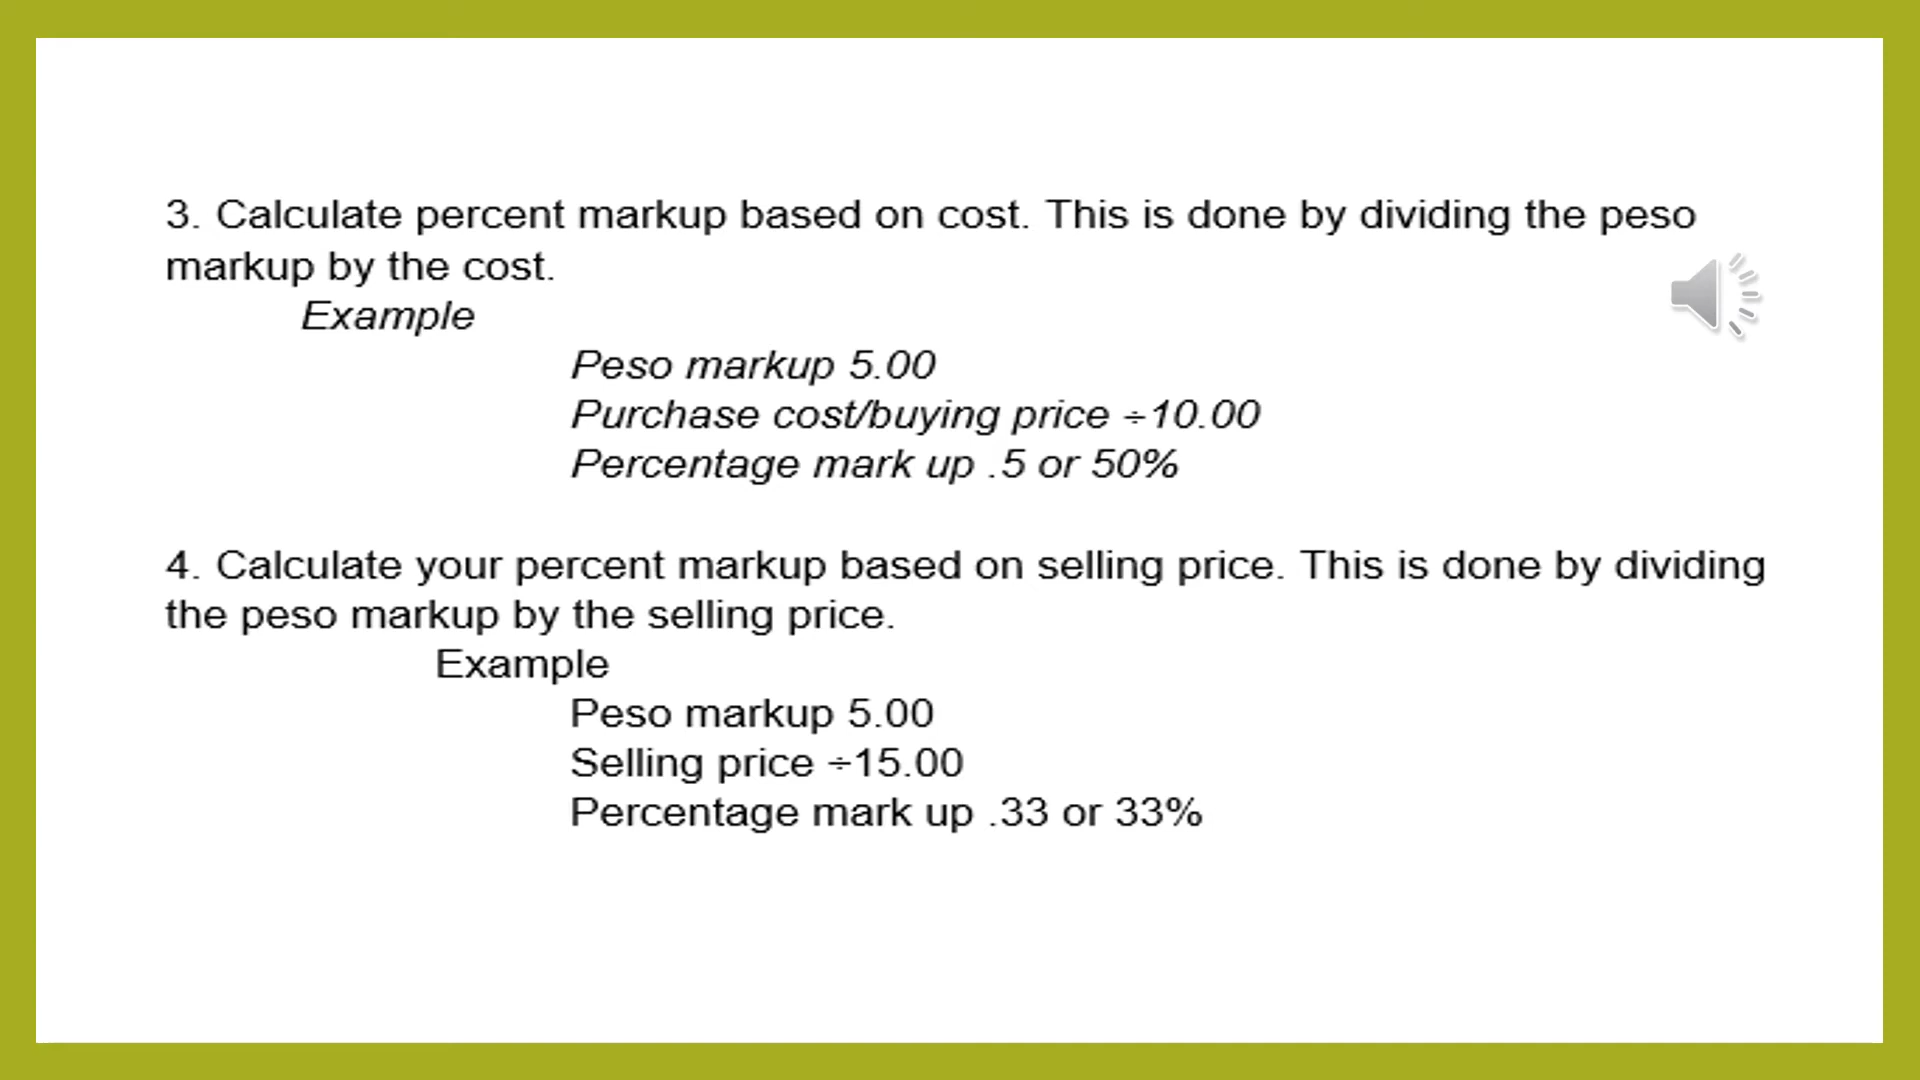 3. Calculate percent markup based on cost. This is done by dividing the peso
markup by the cost.
Example
Peso markup 5.00
Purchase cost/buying price ÷10.00
Percentage mark up .5 or 50%
4. Calculate your percent markup based on selling price. This is done by dividing
the peso markup by the selling price.
Example
Peso markup 5.00
Selling price ÷15.00
Percentage mark up .33 or 33%